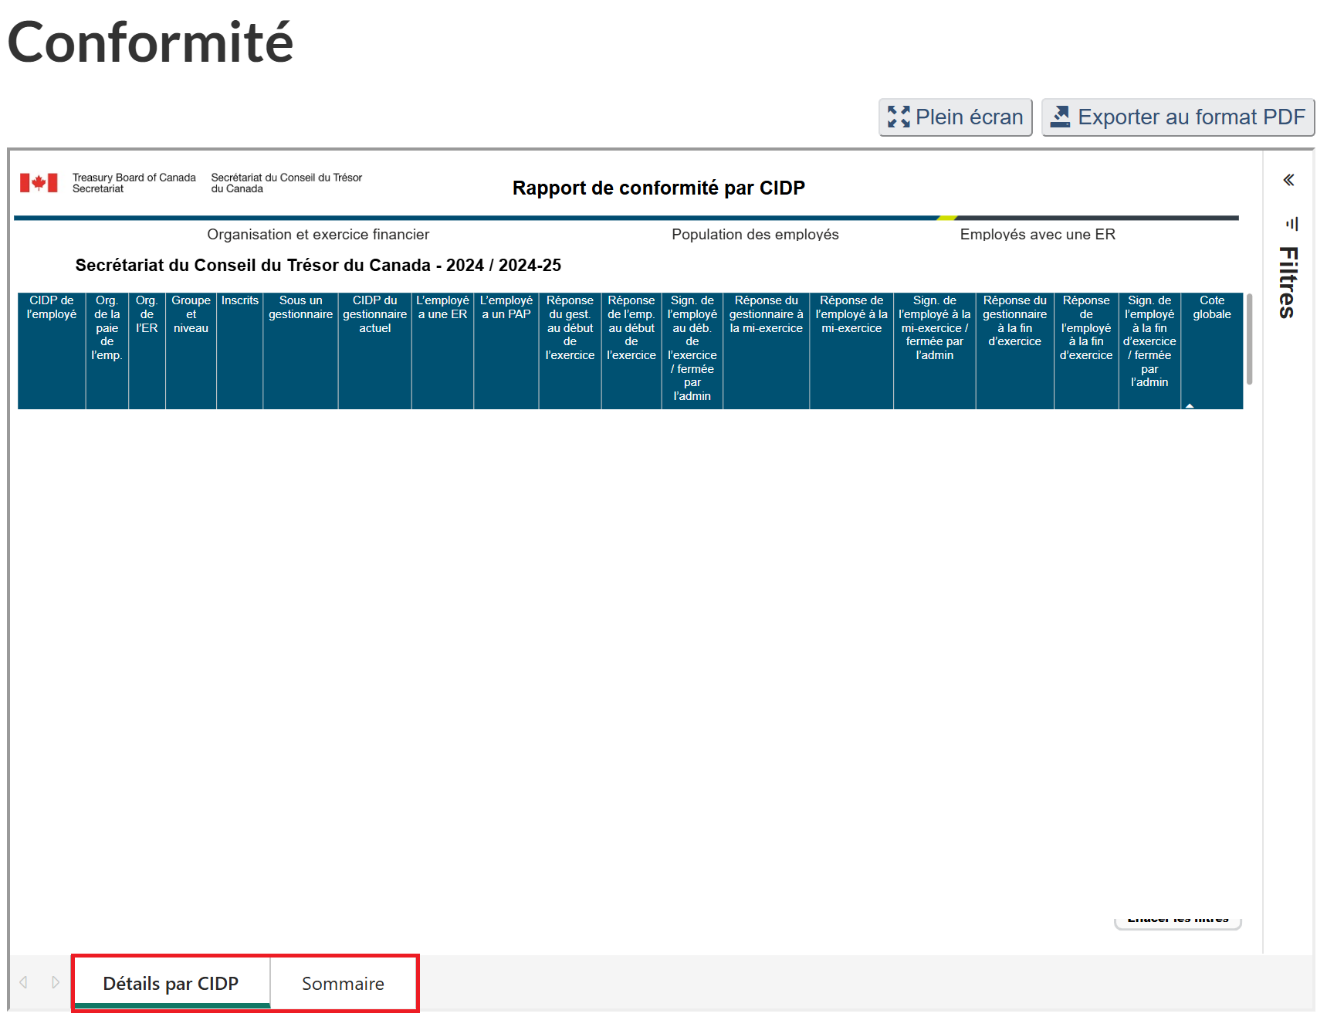 Conformité
Plein écran
Exporter au format PDF
Treasury Board of Canada
Secretariat
Secrétariat du Conseil du Trésor
du Canada
Rapport de conformité par CIDP
Organisation et exercice financier
Population des employés
Employés avec une ER
Secrétariat du Conseil du Trésor du Canada - 2024 / 2024-25
CIDP de
l'employé
Org.
de la
paie
de
l'emp.
Org.
de
l'ER
Groupe
et
niveau
Inscrits
Sous un
gestionnaire
CIDP du
gestionnaire
actuel
L'employé
a une ER
L'employé
a un PAP
Réponse
du gest.
au début
de
l'exercice
Réponse
de l'emp.
au début
de
l'exercice
Sign. de
l'employé
au déb.
de
l'exercice
/ fermée
par
l'admin
Réponse du
gestionnaire à
la mi-exercice
Réponse de
l'employé à la
mi-exercice
Sign. de
l'employé à la
mi-exercice /
fermée par
l'admin
Réponse du
gestionnaire
à la fin
d'exercice
Réponse
de
l'employé
à la fin
d'exercice
Sign. de
l'employé
à la fin
d'exercice
/ fermée
par
l'admin
Cote
globale
Filtres
Effacer les filtres
Détails par CIDP
Sommaire